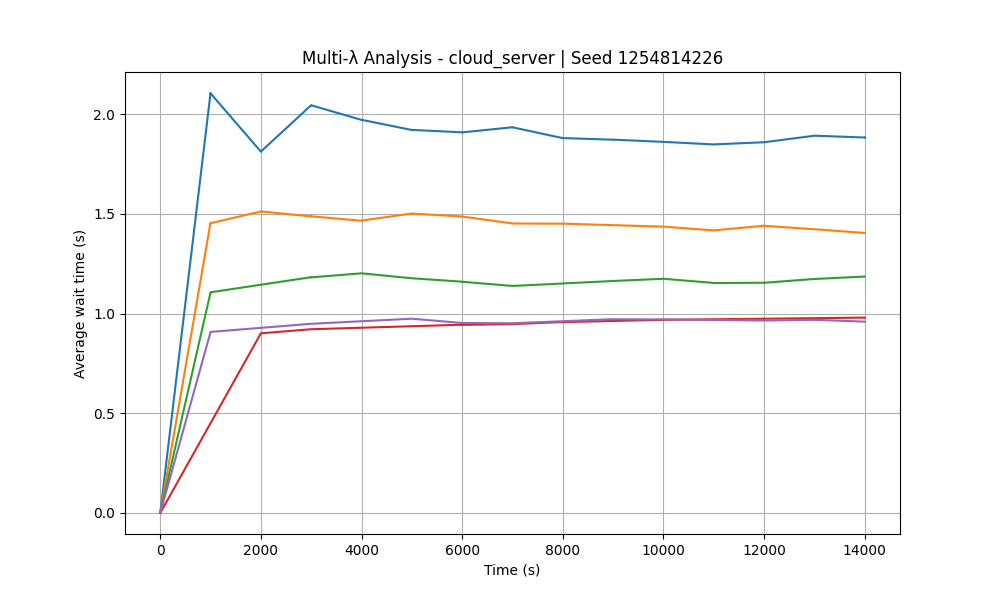 Multi-λ Analysis - cloud_server | Seed 1254814226
Average wait time (s)
2.0
1.5
1.0
0.5
0.0
0 2000 4000 6000 8000 10000 12000 14000
Time (s)